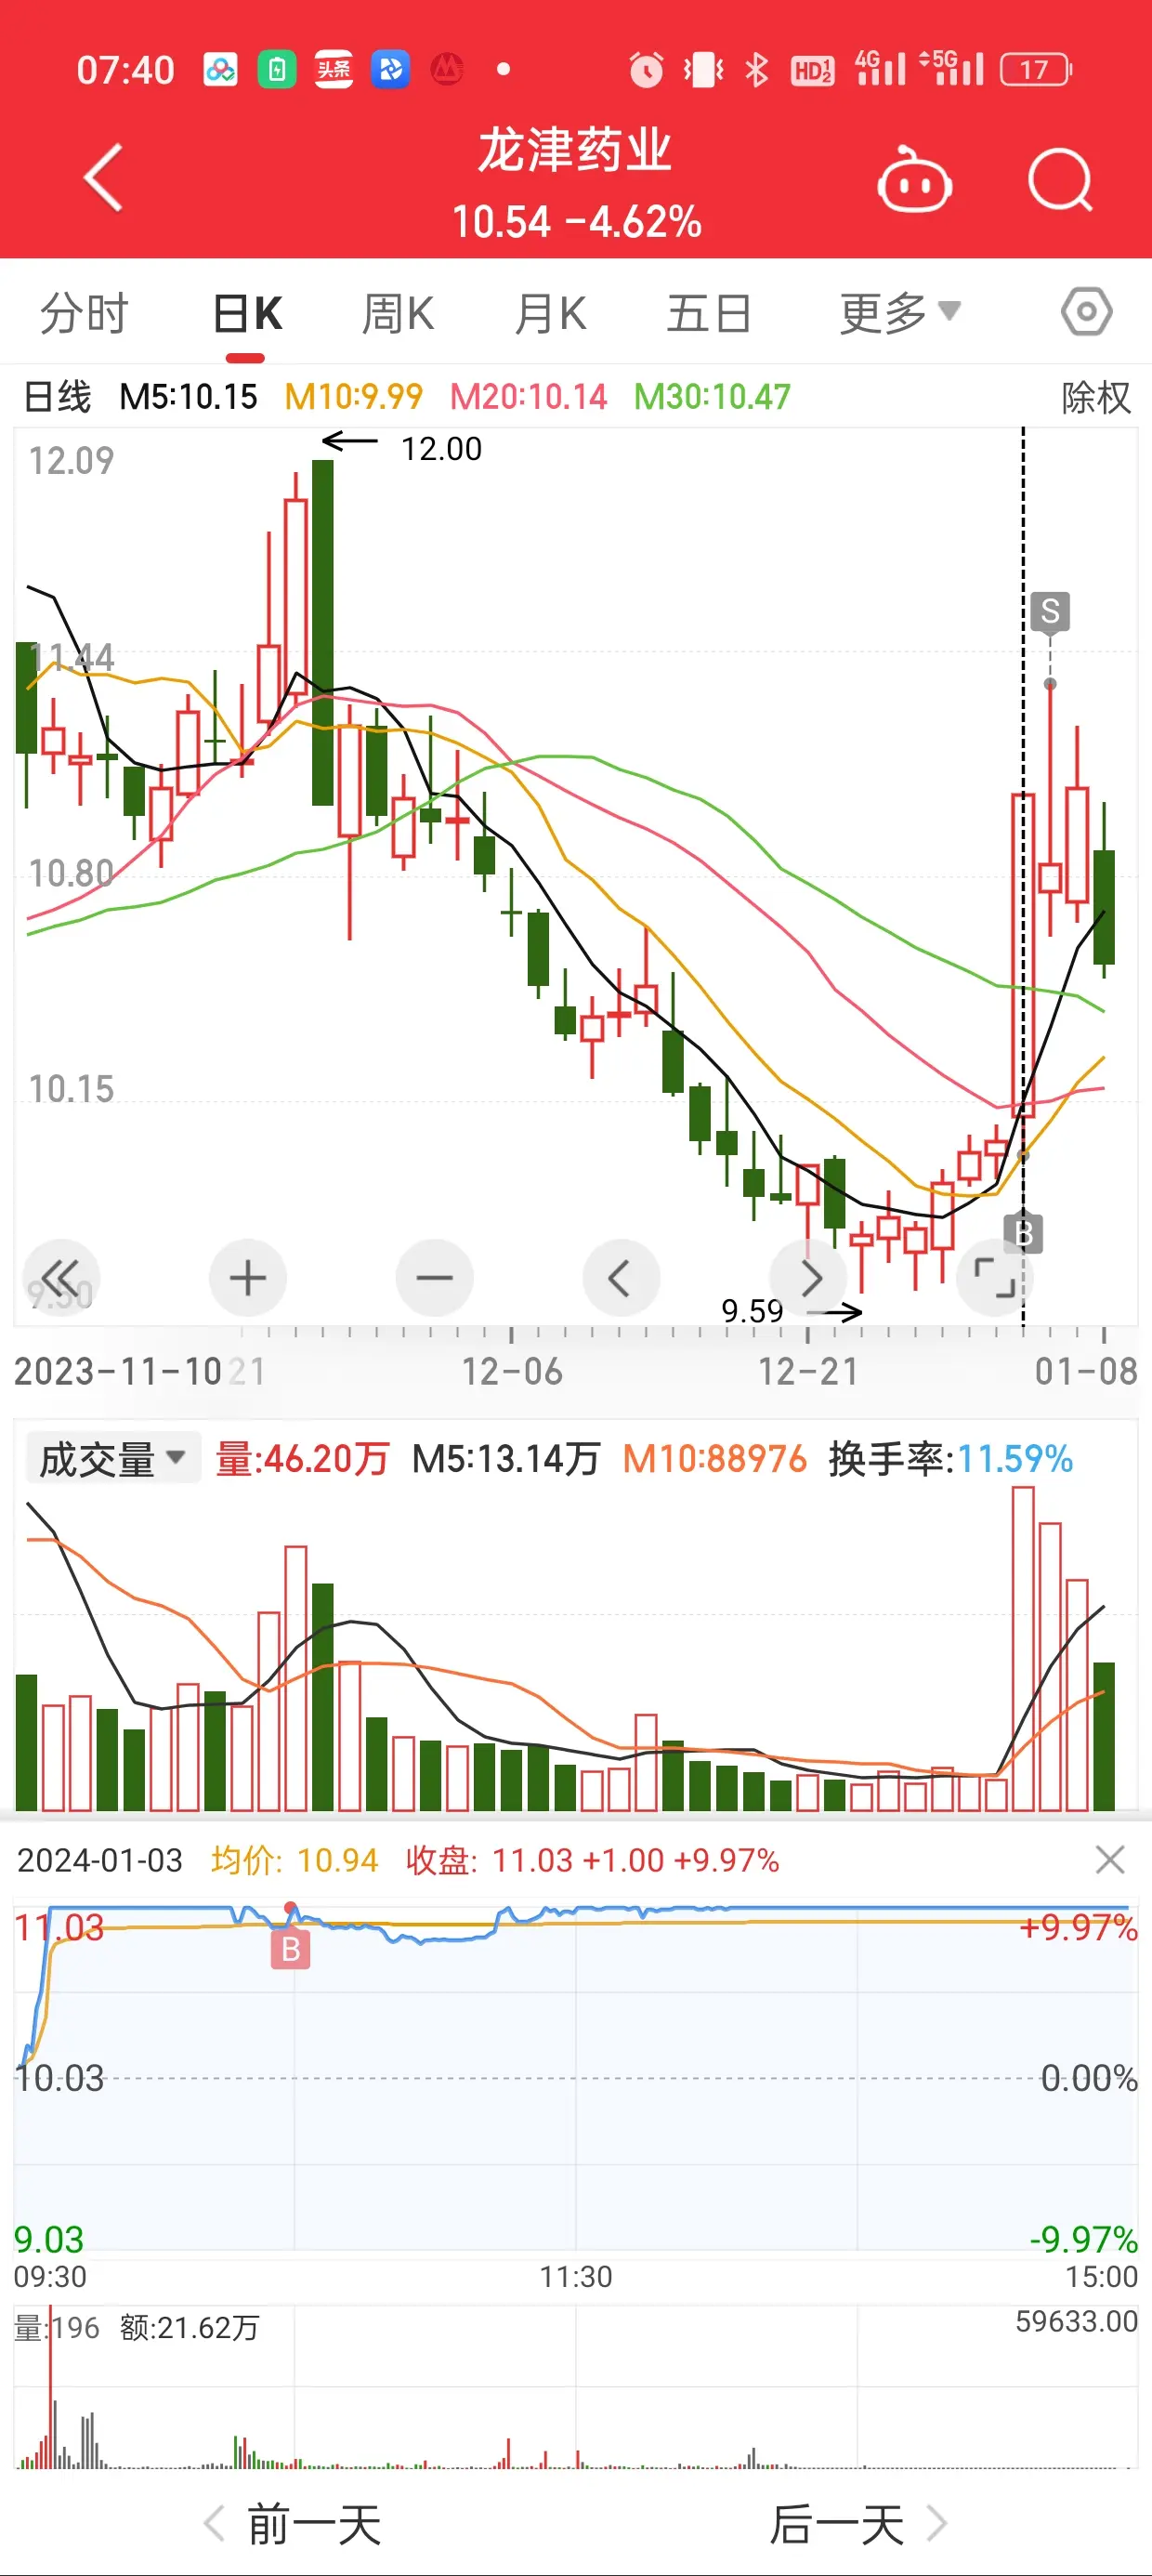 07:40 头条 HD1 2 4G 5G 17
龙津药业
10.54 -4.62%
分时 日K 周K 月K 五日 更多
日线 M5:10.15 M10:9.99 M20:10.14 M30:10.47 除权
12.09
12.00
S
11.44
10.80
10.15
B
9.50
9.59
2023-11-10 21 12-06 12-21 01-08
成交量 量:46.20万 M5:13.14万 M10:88976 换手率:11.59%
2024-01-03 均价: 10.94 收盘: 11.03 +1.00 +9.97%
11.03 +9.97%
B
10.03 0.00%
9.03 -9.97%
09:30 11:30 15:00
量:196 额:21.62万 59633.00
前一天 后一天